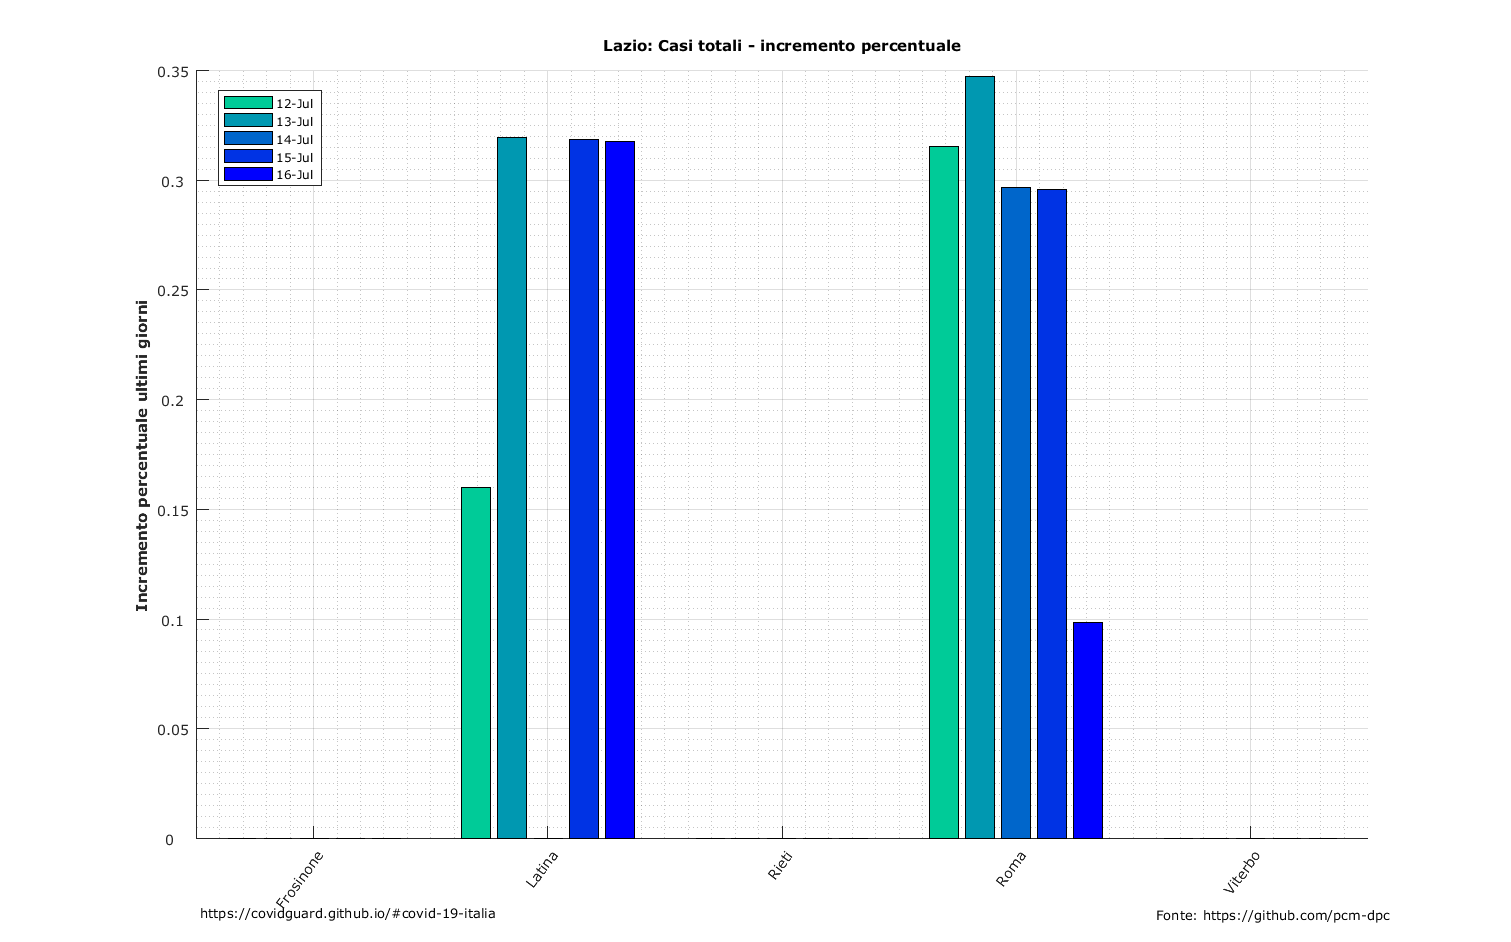 Lazio: Casi totali - incremento percentuale
0.35
0.3
0.25
0.2
0.15
0.1
0.05
0
Incremento percentuale ultimi giorni
12-Jul
13-Jul
14-Jul
15-Jul
16-Jul
Frosinone
Latina
Rieti
Roma
Viterbo
https://covidguard.github.io/#covid-19-italia
Fonte: https://github.com/pcm-dpc